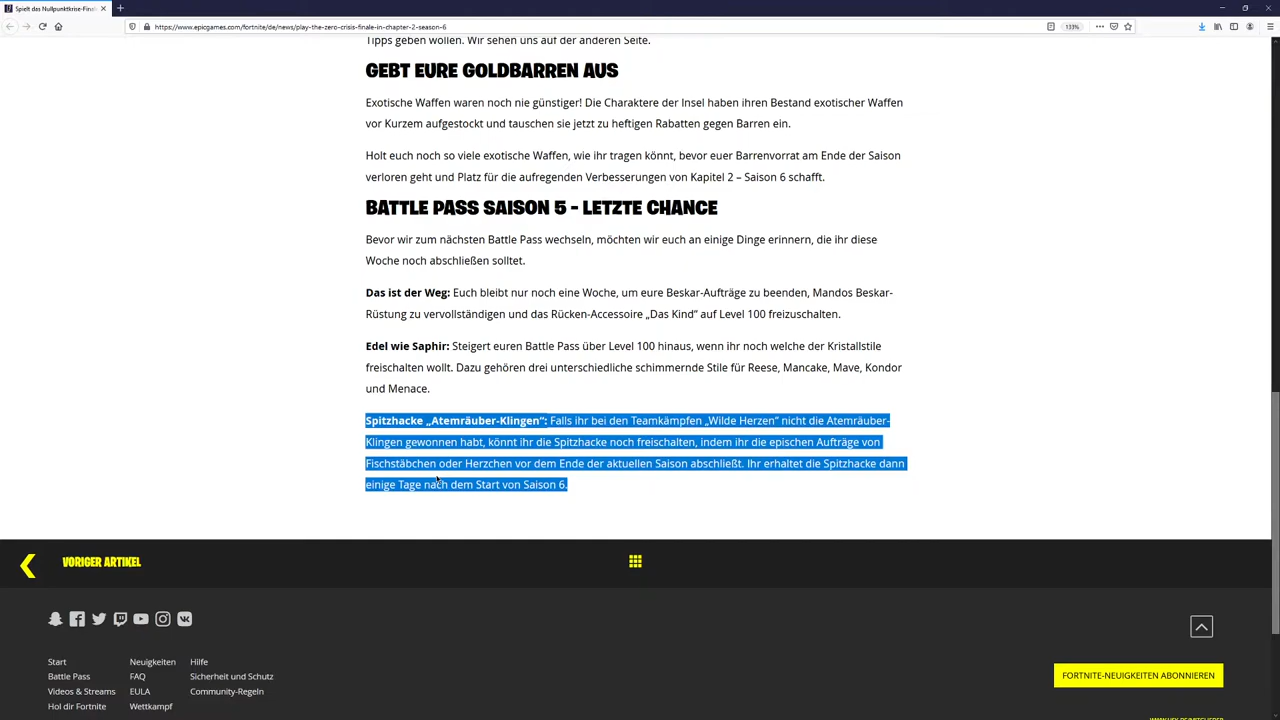 Spielt das Nullpunktkrise-Final
https://www.epicgames.com/fortnite/de/news/play-the-zero-crisis-finale-in-chapter-2-season-6
133%
Tipps geben wollen. Wir sehen uns auf der anderen Seite.
GEBT EURE GOLDBARREN AUS
Exotische Waffen waren noch nie günstiger! Die Charaktere der Insel haben ihren Bestand exotischer Waffen
vor Kurzem aufgestockt und tauschen sie jetzt zu heftigen Rabatten gegen Barren ein.
Holt euch noch so viele exotische Waffen, wie ihr tragen könnt, bevor euer Barrenvorrat am Ende der Saison
verloren geht und Platz für die aufregenden Verbesserungen von Kapitel 2 – Saison 6 schafft.
BATTLE PASS SAISON 5 - LETZTE CHANCE
Bevor wir zum nächsten Battle Pass wechseln, möchten wir euch an einige Dinge erinnern, die ihr diese
Woche noch abschließen solltet.
Das ist der Weg: Euch bleibt nur noch eine Woche, um eure Beskar-Aufträge zu beenden, Mandos Beskar-
Rüstung zu vervollständigen und das Rücken-Accessoire „Das Kind" auf Level 100 freizuschalten.
Edel wie Saphir: Steigert euren Battle Pass über Level 100 hinaus, wenn ihr noch welche der Kristallstile
freischalten wollt. Dazu gehören drei unterschiedliche schimmernde Stile für Reese, Mancake, Mave, Kondor
und Menace.
Spitzhacke „Atemräuber-Klingen": Falls ihr bei den Teamkämpfen „Wilde Herzen" nicht die Atemräuber-
Klingen gewonnen habt, könnt ihr die Spitzhacke noch freischalten, indem ihr die epischen Aufträge von
Fischstäbchen oder Herzchen vor dem Ende der aktuellen Saison abschließt. Ihr erhaltet die Spitzhacke dann
einige Tage nach dem Start von Saison 6.
VORIGER ARTIKEL
Start Neuigkeiten Hilfe
Battle Pass FAQ Sicherheit und Schutz
Videos & Streams EULA Community-Regeln
Hol dir Fortnite Wettkampf
FORTNITE-NEUIGKEITEN ABONNIEREN